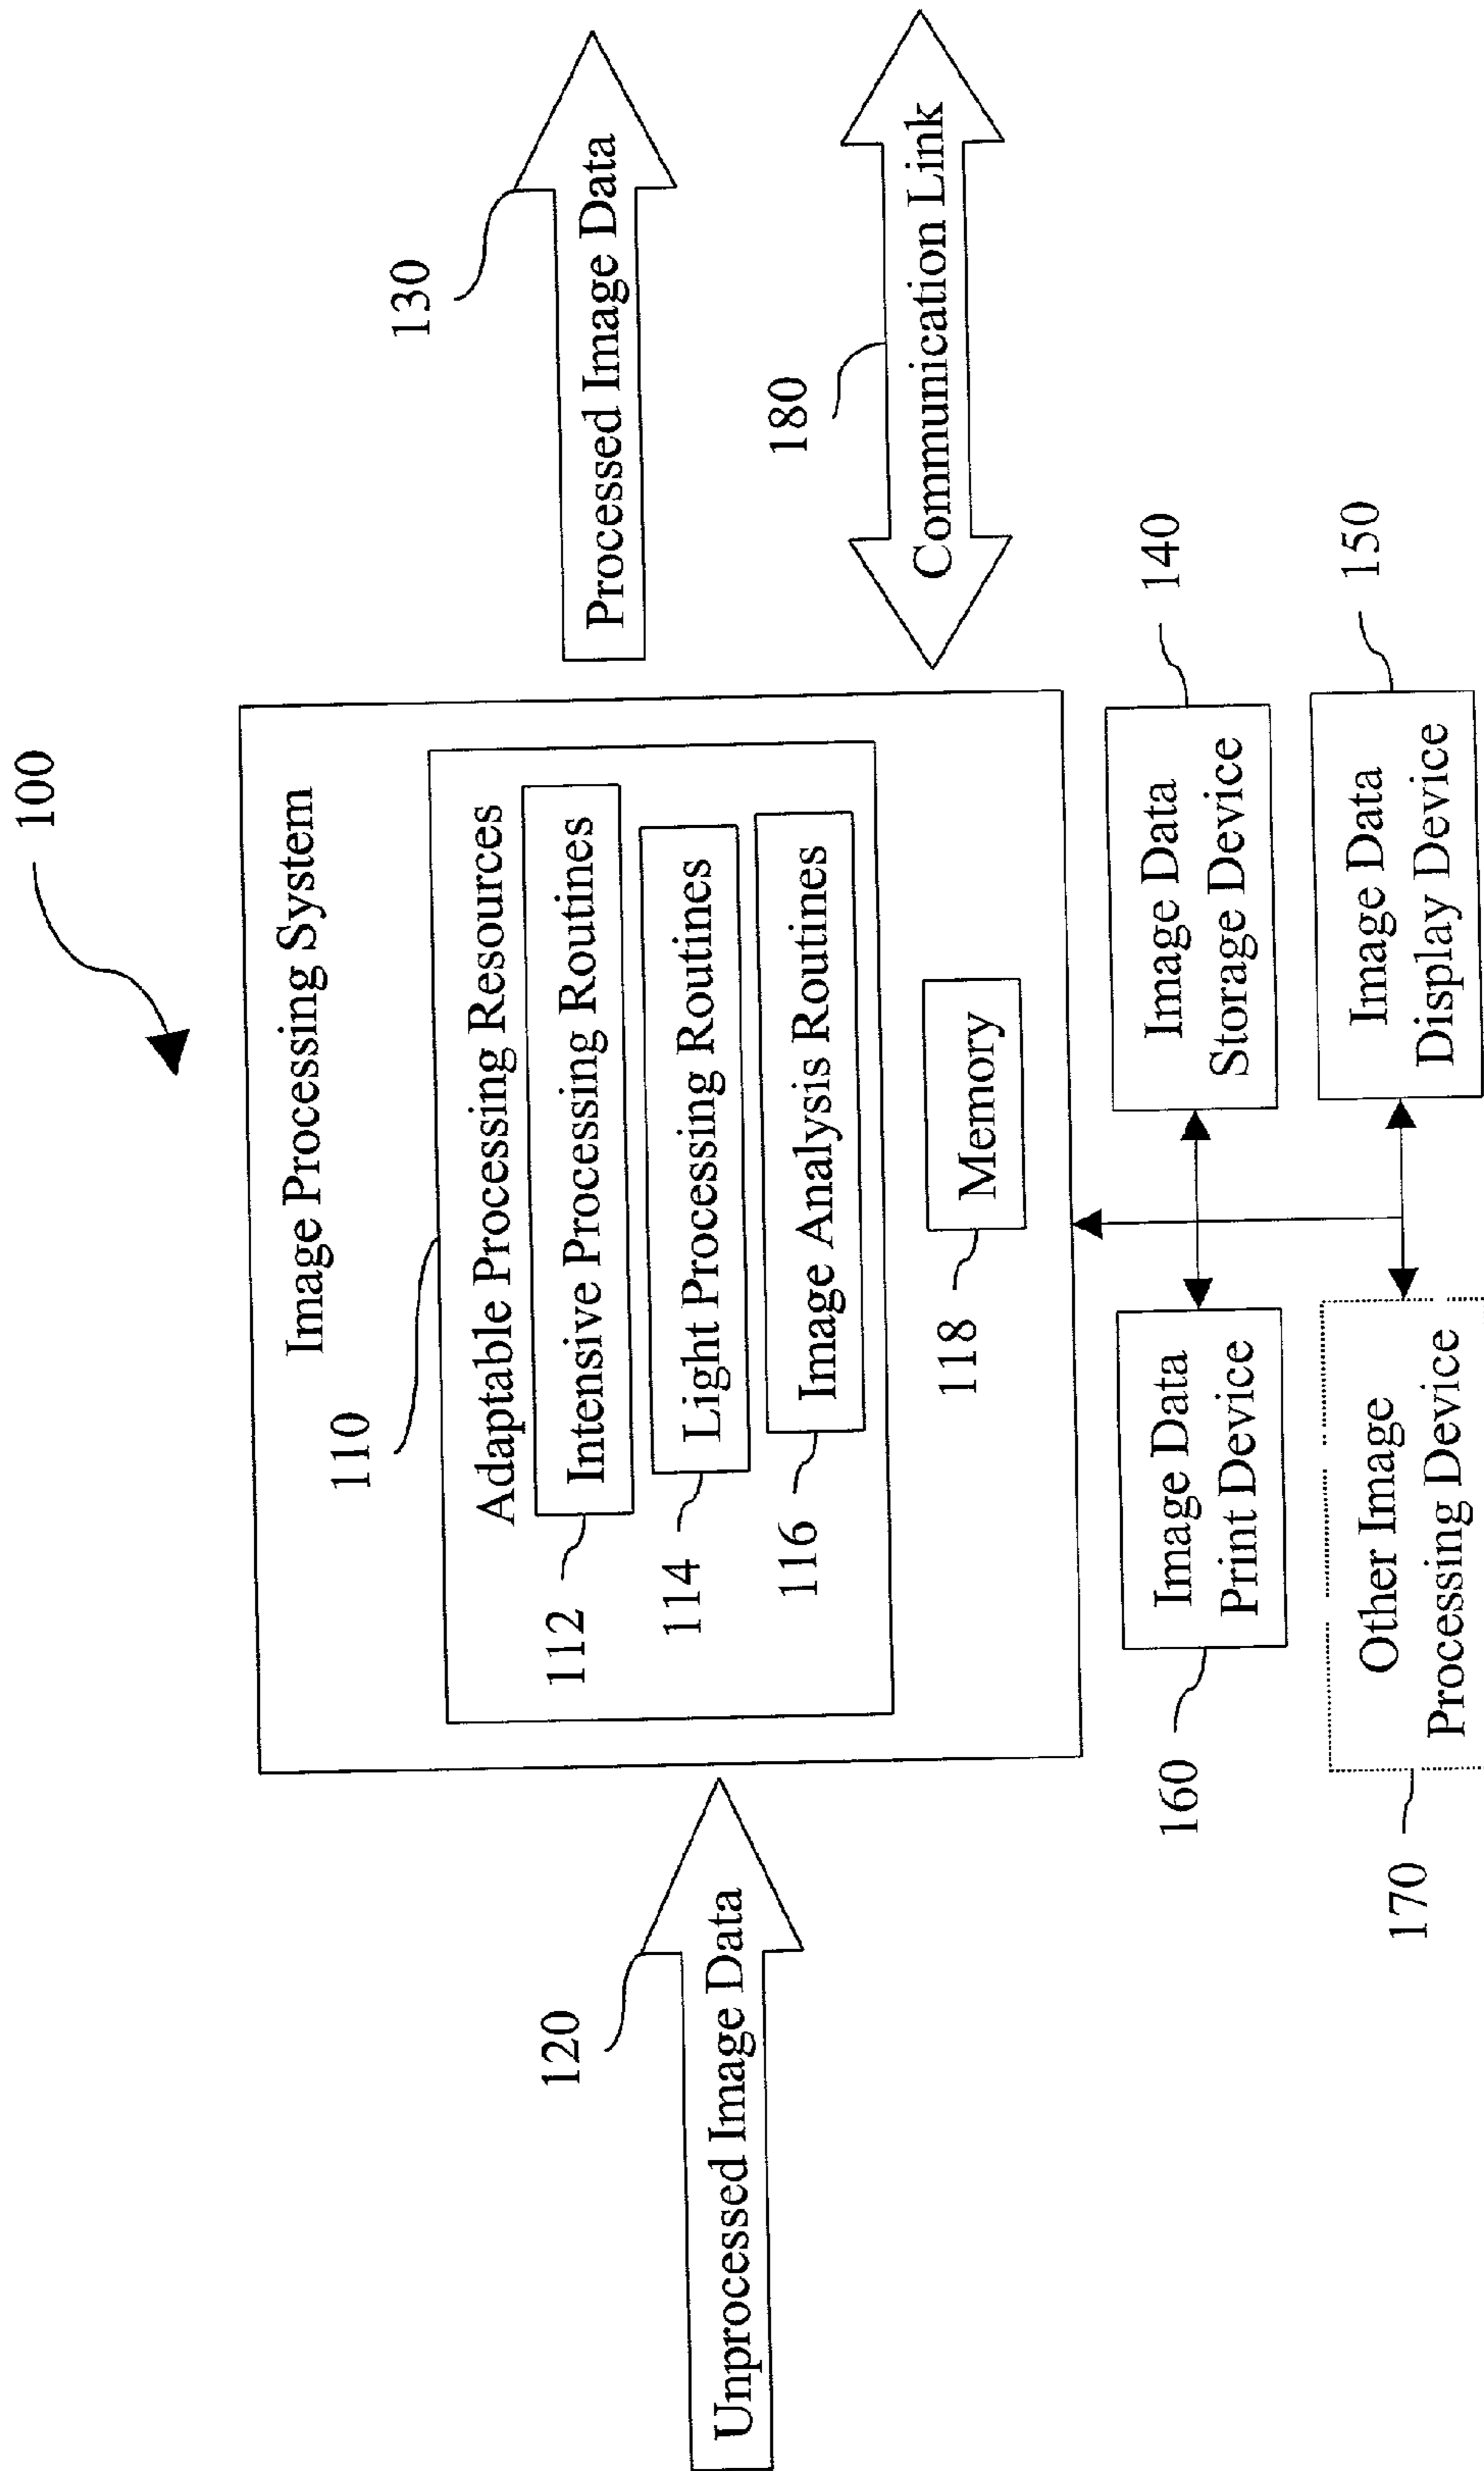 100
Image Processing System
110
Adaptable Processing Resources
112
Intensive Processing Routines
114
Light Processing Routines
116
Image Analysis Routines
118
Memory
120
Unprocessed Image Data
130
Processed Image Data
180
Communication Link
160
Image Data
Print Device
Image Data
Storage Device
140
170
Other Image
Processing Device
Image Data
Display Device
150